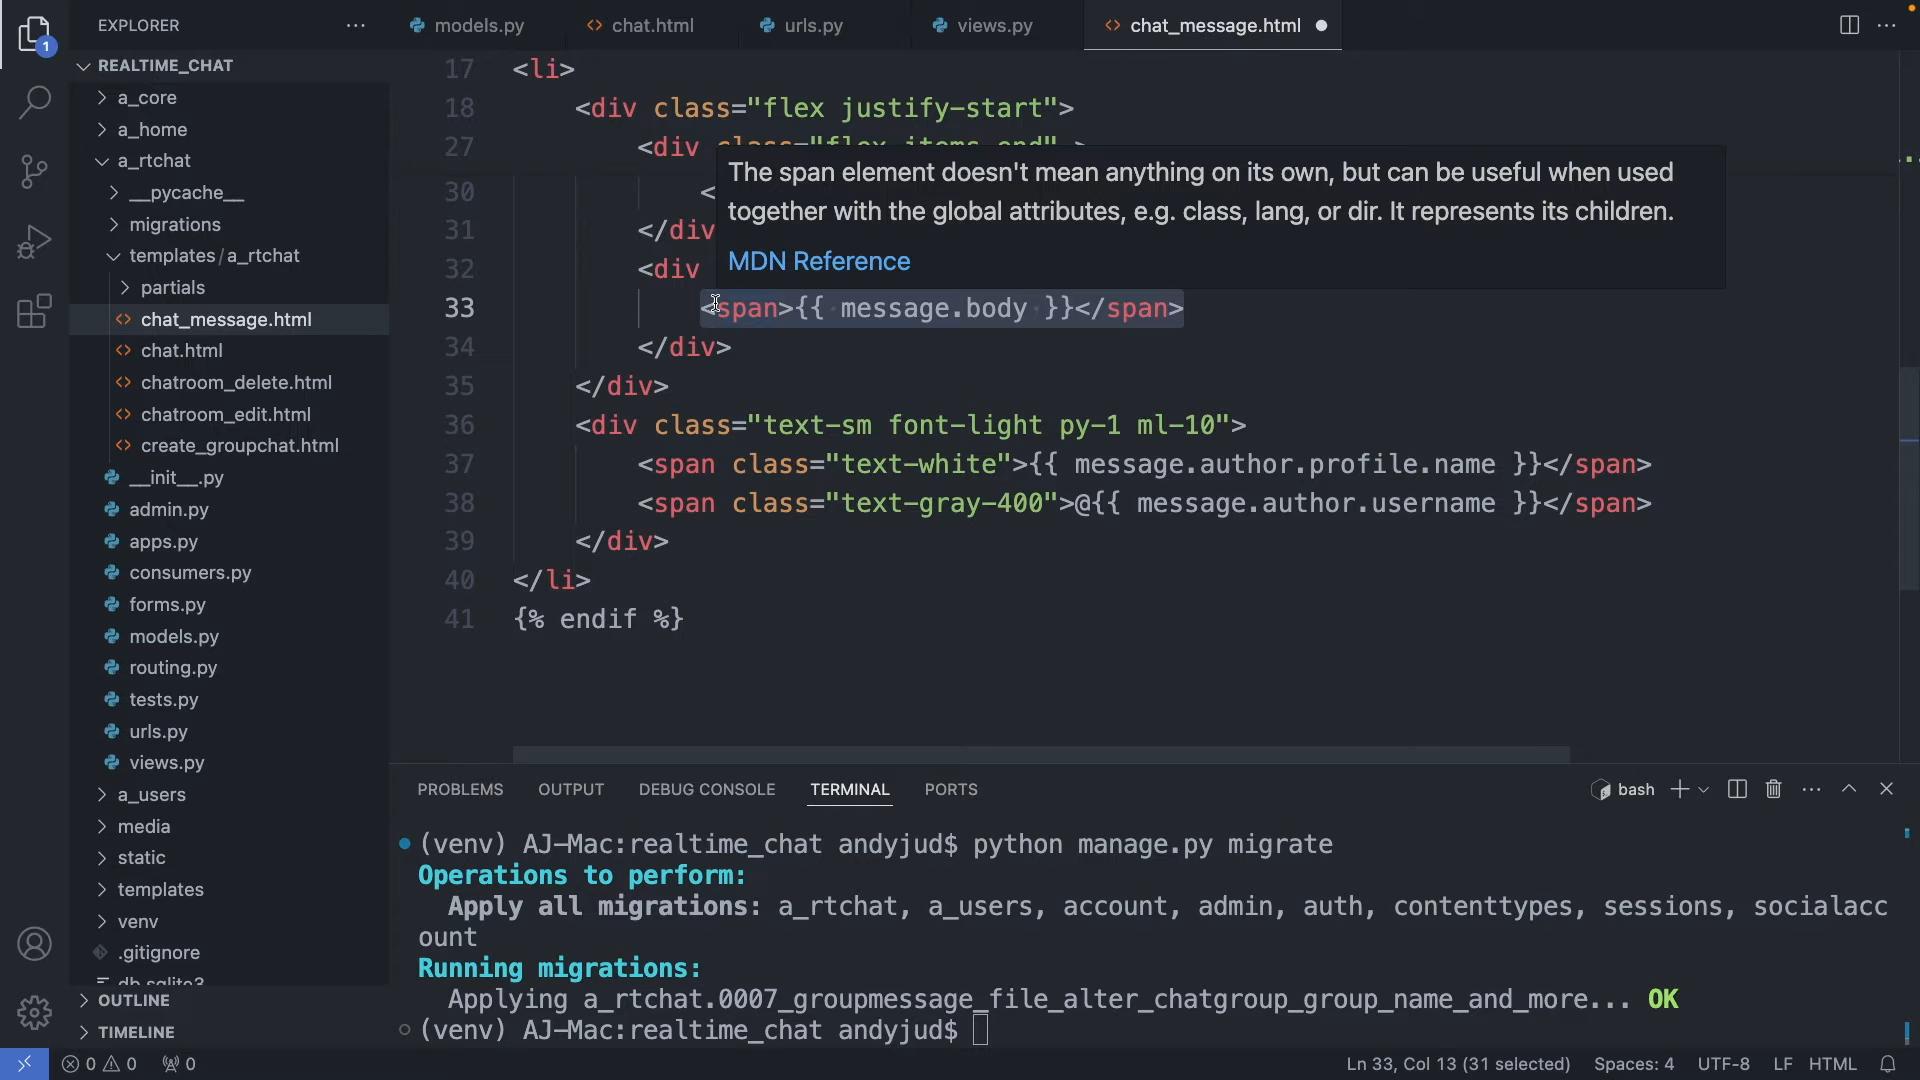 EXPLORER
models.py
chat.html
urls.py
views.py
chat_message.html
REALTIME_CHAT
a_core
a_home
a_rtchat
__pycache__
migrations
templates/a_rtchat
partials
chat_message.html
chat.html
chatroom_delete.html
chatroom_edit.html
create_groupchat.html
__init__.py
admin.py
apps.py
consumers.py
forms.py
models.py
routing.py
tests.py
urls.py
views.py
a_users
media
static
templates
venv
.gitignore
db.sqlite3
OUTLINE
TIMELINE
1
17 <li>
18 <div class="flex justify-start">
27 <div class="flex items-end" >
30 <
31 </div
32 <div
33 <span>{{ message.body }}</span>
34 </div>
35 </div>
36 <div class="text-sm font-light py-1 ml-10">
37 <span class="text-white">{{ message.author.profile.name }}</span>
38 <span class="text-gray-400">@{{ message.author.username }}</span>
39 </div>
40 </li>
41 {% endif %}
The span element doesn't mean anything on its own, but can be useful when used
together with the global attributes, e.g. class, lang, or dir. It represents its children.
MDN Reference
PROBLEMS OUTPUT DEBUG CONSOLE TERMINAL PORTS
bash
(venv) AJ-Mac:realtime_chat andyjud$ python manage.py migrate
Operations to perform:
Apply all migrations: a_rtchat, a_users, account, admin, auth, contenttypes, sessions, socialacc
ount
Running migrations:
Applying a_rtchat.0007_groupmessage_file_alter_chatgroup_group_name_and_more... OK
(venv) AJ-Mac:realtime_chat andyjud$
0 0 0
Ln 33, Col 13 (31 selected) Spaces: 4 UTF-8 LF HTML